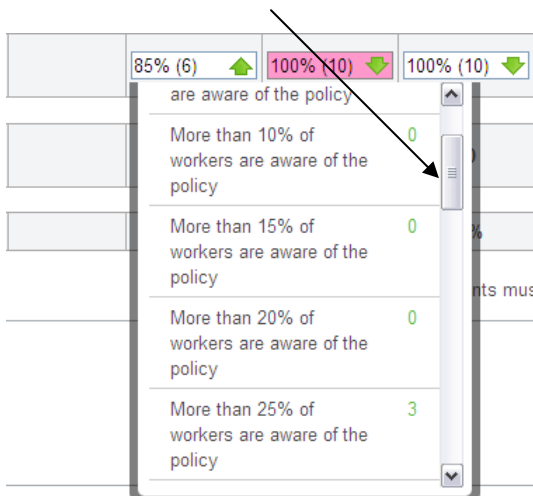 85% (6) 100% (10) 100% (10)
are aware of the policy
More than 10% of 0
workers are aware of the
policy
More than 15% of 0
workers are aware of the
policy
%
More than 20% of 0
nts mus
workers are aware of the
policy
More than 25% of 3
workers are aware of the
policy